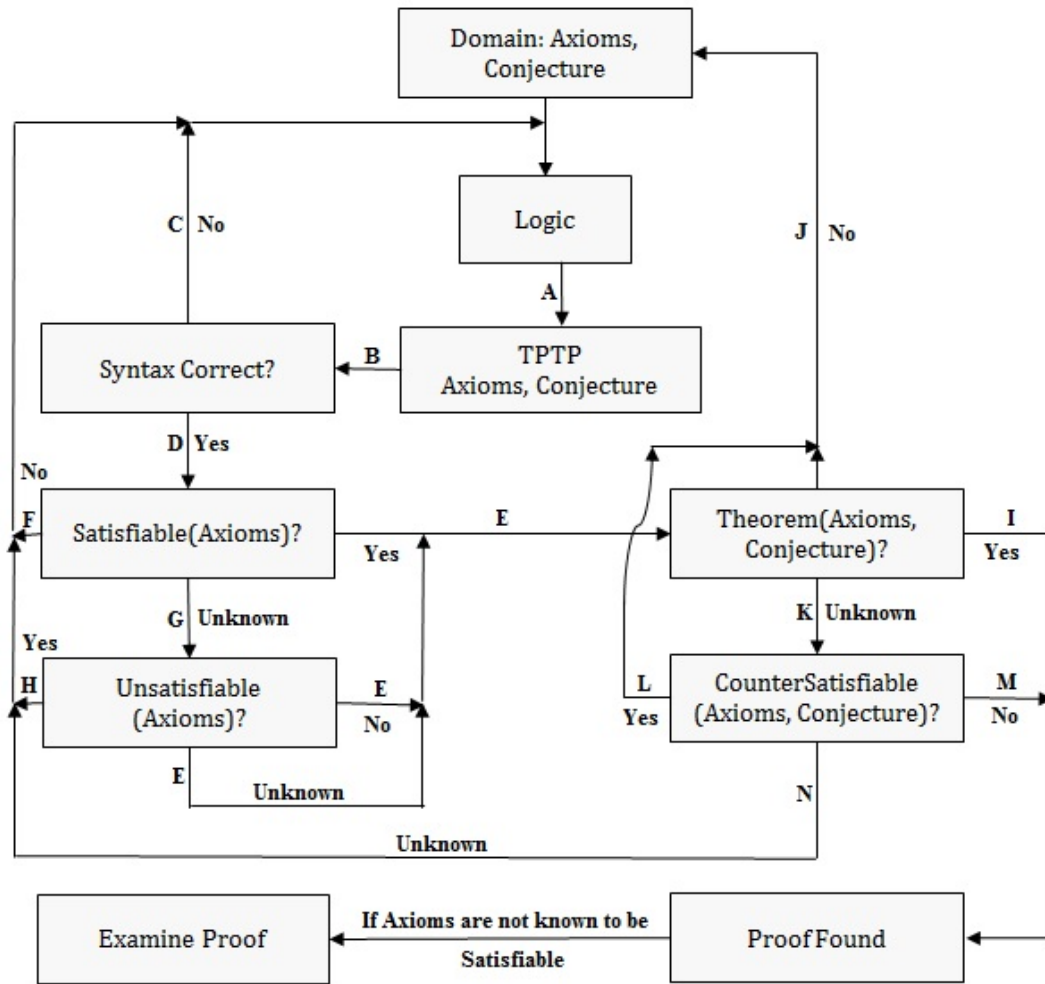 Domain: Axioms,
Conjecture
Logic
C No
J No
A
Syntax Correct?
B
TPTP
Axioms, Conjecture
D Yes
No
F
Satisfiable(Axioms)?
E
Yes
Theorem(Axioms,
Conjecture)?
I
Yes
G Unknown
K Unknown
Yes
H
Unsatisfiable
(Axioms)?
E
No
L
Yes
CounterSatisfiable
(Axioms, Conjecture)?
M
No
E
Unknown
N
Unknown
Examine Proof
If Axioms are not known to be
Satisfiable
Proof Found